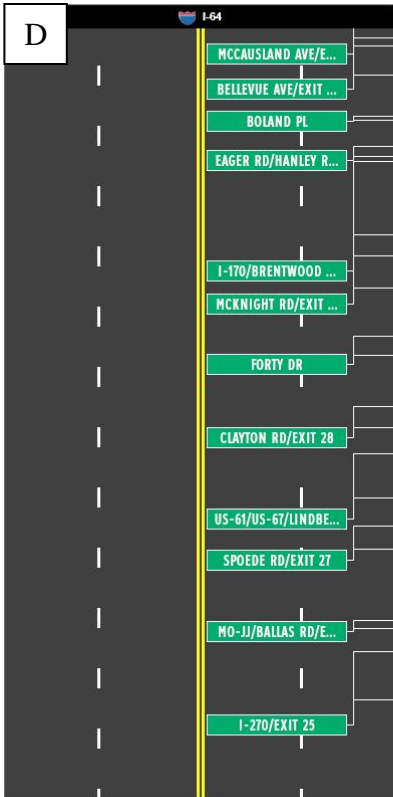 D
I-64
MCCAUSLAND AVE/E...
BELLEVUE AVE/EXIT ...
BOLAND PL
EAGER RD/HANLEY R...
I-170/BRENTWOOD ...
MCKNIGHT RD/EXIT ...
FORTY DR
CLAYTON RD/EXIT 28
US-61/US-67/LINDBE...
SPOEDE RD/EXIT 27
MO-JJ/BALLAS RD/E...
I-270/EXIT 25